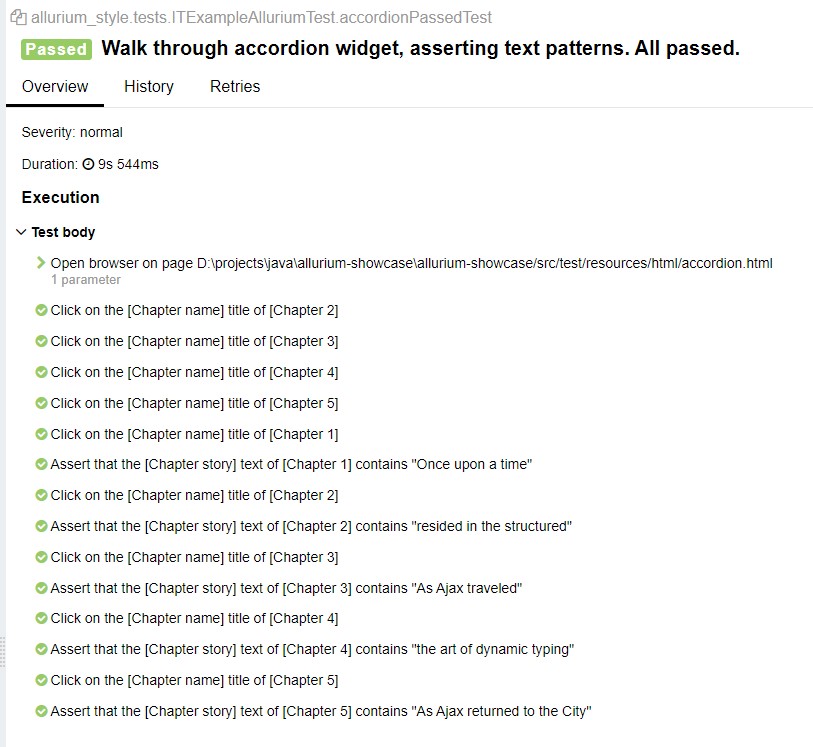 allurium_style.tests.ITExampleAlluriumTest.accordionPassedTest
Passed Walk through accordion widget, asserting text patterns. All passed.
Overview History Retries
Severity: normal
Duration: 9s 544ms
Execution
Test body
Open browser on page D:\projects\java\allurium-showcase\allurium-showcase/src/test/resources/html/accordion.html
1 parameter
Click on the [Chapter name] title of [Chapter 2]
Click on the [Chapter name] title of [Chapter 3]
Click on the [Chapter name] title of [Chapter 4]
Click on the [Chapter name] title of [Chapter 5]
Click on the [Chapter name] title of [Chapter 1]
Assert that the [Chapter story] text of [Chapter 1] contains "Once upon a time"
Click on the [Chapter name] title of [Chapter 2]
Assert that the [Chapter story] text of [Chapter 2] contains "resided in the structured"
Click on the [Chapter name] title of [Chapter 3]
Assert that the [Chapter story] text of [Chapter 3] contains "As Ajax traveled"
Click on the [Chapter name] title of [Chapter 4]
Assert that the [Chapter story] text of [Chapter 4] contains "the art of dynamic typing"
Click on the [Chapter name] title of [Chapter 5]
Assert that the [Chapter story] text of [Chapter 5] contains "As Ajax returned to the City"